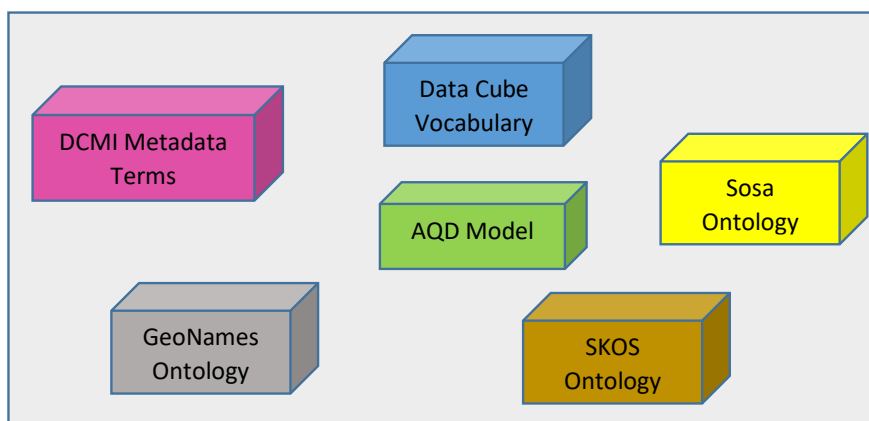 Data Cube
Vocabulary
DCMI Metadata
Terms
Sosa
Ontology
AQD Model
GeoNames
Ontology
SKOS
Ontology